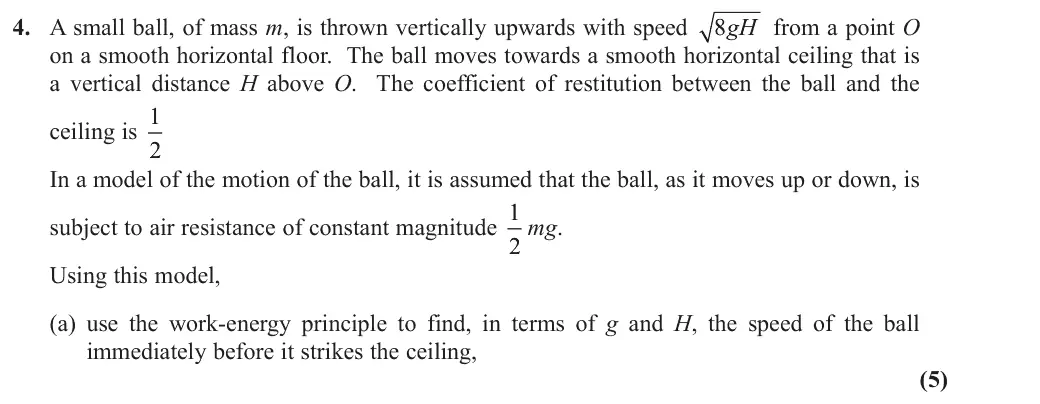 4. A small ball, of mass m, is thrown vertically upwards with speed √8gH from a point O
on a smooth horizontal floor. The ball moves towards a smooth horizontal ceiling that is
a vertical distance H above O. The coefficient of restitution between the ball and the
ceiling is 1/2
In a model of the motion of the ball, it is assumed that the ball, as it moves up or down, is
subject to air resistance of constant magnitude 1/2 mg.
Using this model,
(a) use the work-energy principle to find, in terms of g and H, the speed of the ball
immediately before it strikes the ceiling,
(5)